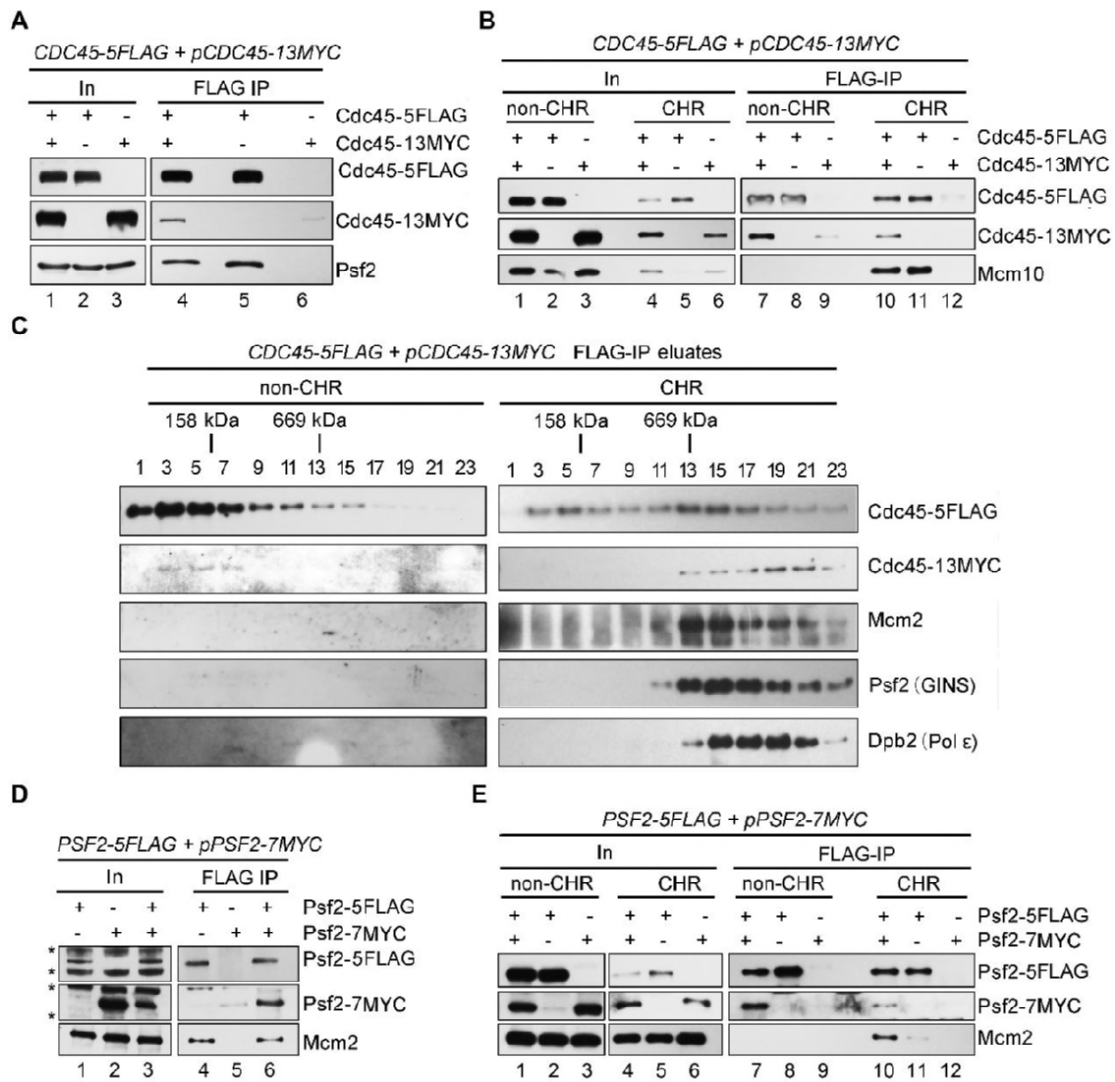 A
CDC45-5FLAG + pCDC45-13MYC
In FLAG IP
+ + - + + - Cdc45-5FLAG
+ - + + - + Cdc45-13MYC
Cdc45-5FLAG
Cdc45-13MYC
Psf2
1 2 3 4 5 6
B
CDC45-5FLAG + pCDC45-13MYC
In FLAG-IP
non-CHR CHR non-CHR CHR
+ + - + + - + + - + + - Cdc45-5FLAG
+ - + + - + + - + + - + Cdc45-13MYC
Cdc45-5FLAG
Cdc45-13MYC
Mcm10
1 2 3 4 5 6 7 8 9 10 11 12
C
CDC45-5FLAG + pCDC45-13MYC FLAG-IP eluates
non-CHR CHR
158 kDa 669 kDa 158 kDa 669 kDa
1 3 5 7 9 11 13 15 17 19 21 23 1 3 5 7 9 11 13 15 17 19 21 23
Cdc45-5FLAG
Cdc45-13MYC
Mcm2
Psf2 (GINS)
Dpb2 (Pol ε)
D
PSF2-5FLAG + pPSF2-7MYC
In FLAG IP
+ - + + - + Psf2-5FLAG
- + + - + + Psf2-7MYC
* Psf2-5FLAG
*
* Psf2-7MYC
*
Mcm2
1 2 3 4 5 6
E
PSF2-5FLAG + pPSF2-7MYC
In FLAG-IP
non-CHR CHR non-CHR CHR
+ + - + + - + + - + + - Psf2-5FLAG
+ - + + - + + - + + - + Psf2-7MYC
Psf2-5FLAG
Psf2-7MYC
Mcm2
1 2 3 4 5 6 7 8 9 10 11 12